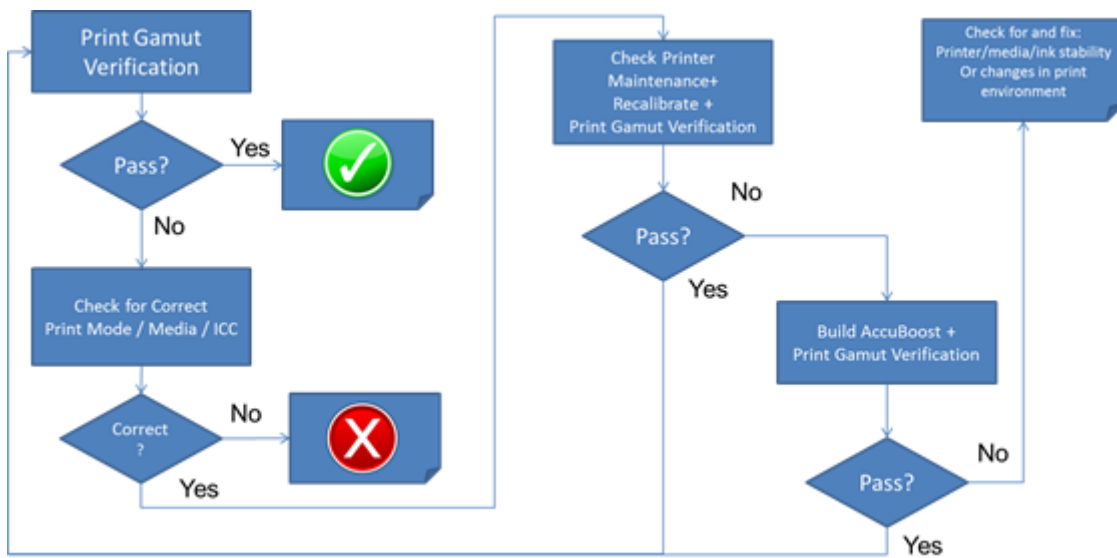 Print Gamut
Verification
Pass?
Yes
No
Check for Correct
Print Mode / Media / ICC
Correct
?
No
X
Yes
Check Printer
Maintenance+
Recalibrate +
Print Gamut Verification
Pass?
No
Yes
Build AccuBoost +
Print Gamut Verification
Pass?
No
Yes
Check for and fix:
Printer/media/ink stability
Or changes in print
environment